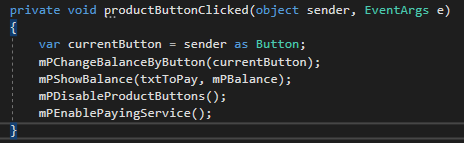 private void productButtonClicked(object sender, EventArgs e)
{
var currentButton = sender as Button;
mPChangeBalanceByButton(currentButton);
mPShowBalance(txtToPay, mPBalance);
mPDisableProductButtons();
mPEnablePayingService();
}